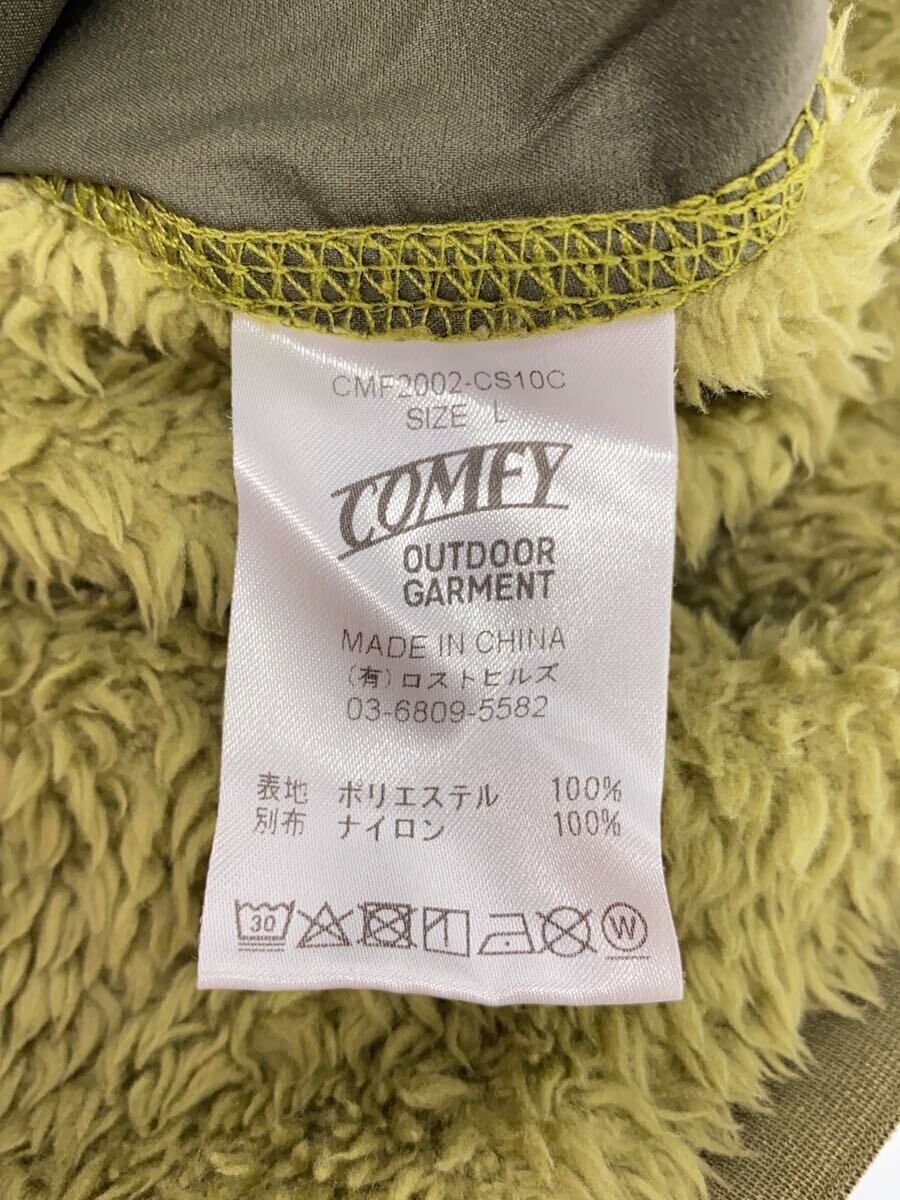 CMF2002-CS10C
SIZE L
COMFY
OUTDOOR
GARMENT
MADE IN CHINA
(有)ロストヒルズ
03-6809-5582
表地 ポリエステル 100%
別布 ナイロン 100%
30 W